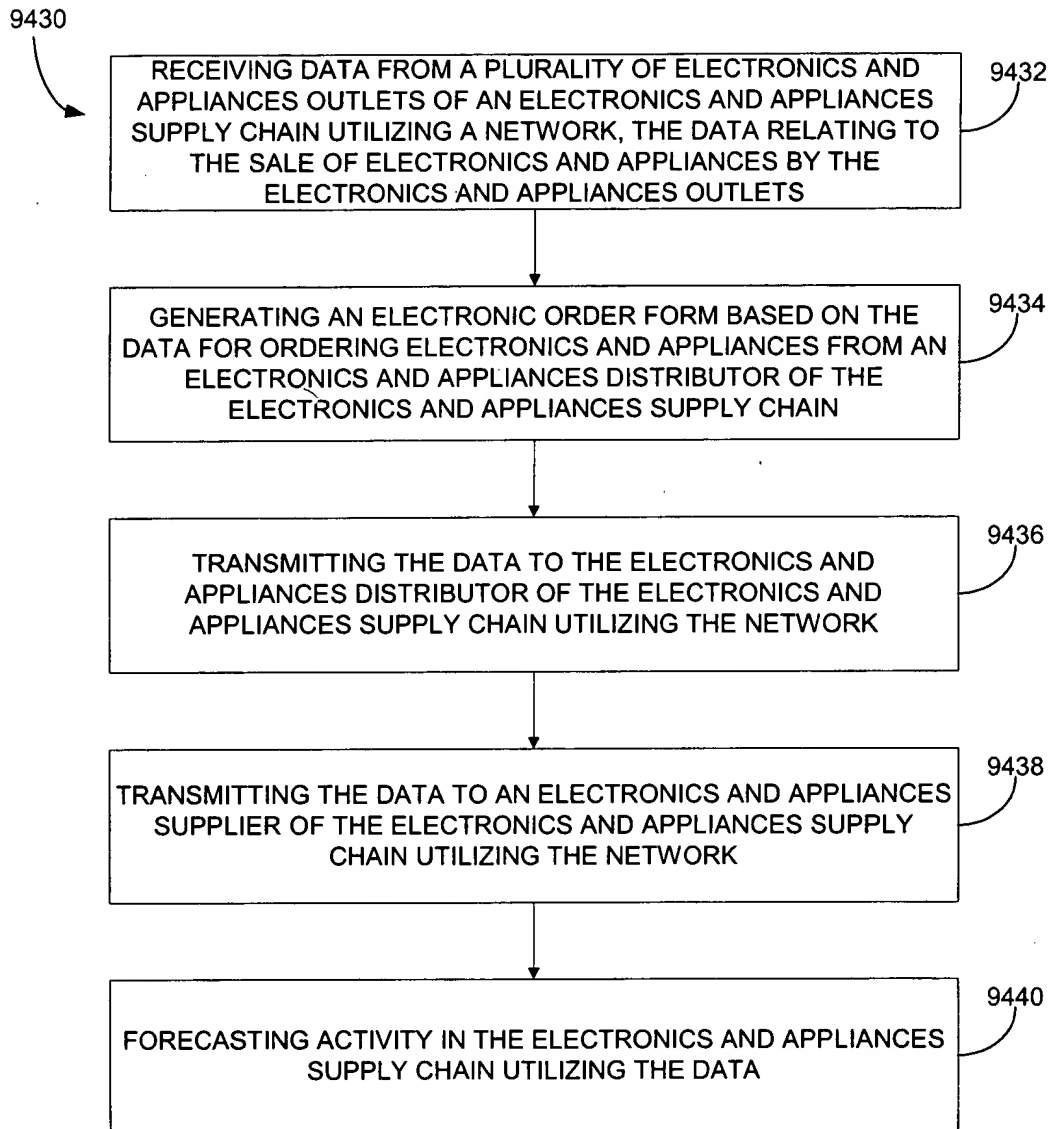 9430
9432
RECEIVING DATA FROM A PLURALITY OF ELECTRONICS AND
APPLIANCES OUTLETS OF AN ELECTRONICS AND APPLIANCES
SUPPLY CHAIN UTILIZING A NETWORK, THE DATA RELATING TO
THE SALE OF ELECTRONICS AND APPLIANCES BY THE
ELECTRONICS AND APPLIANCES OUTLETS
9434
GENERATING AN ELECTRONIC ORDER FORM BASED ON THE
DATA FOR ORDERING ELECTRONICS AND APPLIANCES FROM AN
ELECTRONICS AND APPLIANCES DISTRIBUTOR OF THE
ELECTRONICS AND APPLIANCES SUPPLY CHAIN
9436
TRANSMITTING THE DATA TO THE ELECTRONICS AND
APPLIANCES DISTRIBUTOR OF THE ELECTRONICS AND
APPLIANCES SUPPLY CHAIN UTILIZING THE NETWORK
9438
TRANSMITTING THE DATA TO AN ELECTRONICS AND APPLIANCES
SUPPLIER OF THE ELECTRONICS AND APPLIANCES SUPPLY
CHAIN UTILIZING THE NETWORK
9440
FORECASTING ACTIVITY IN THE ELECTRONICS AND APPLIANCES
SUPPLY CHAIN UTILIZING THE DATA